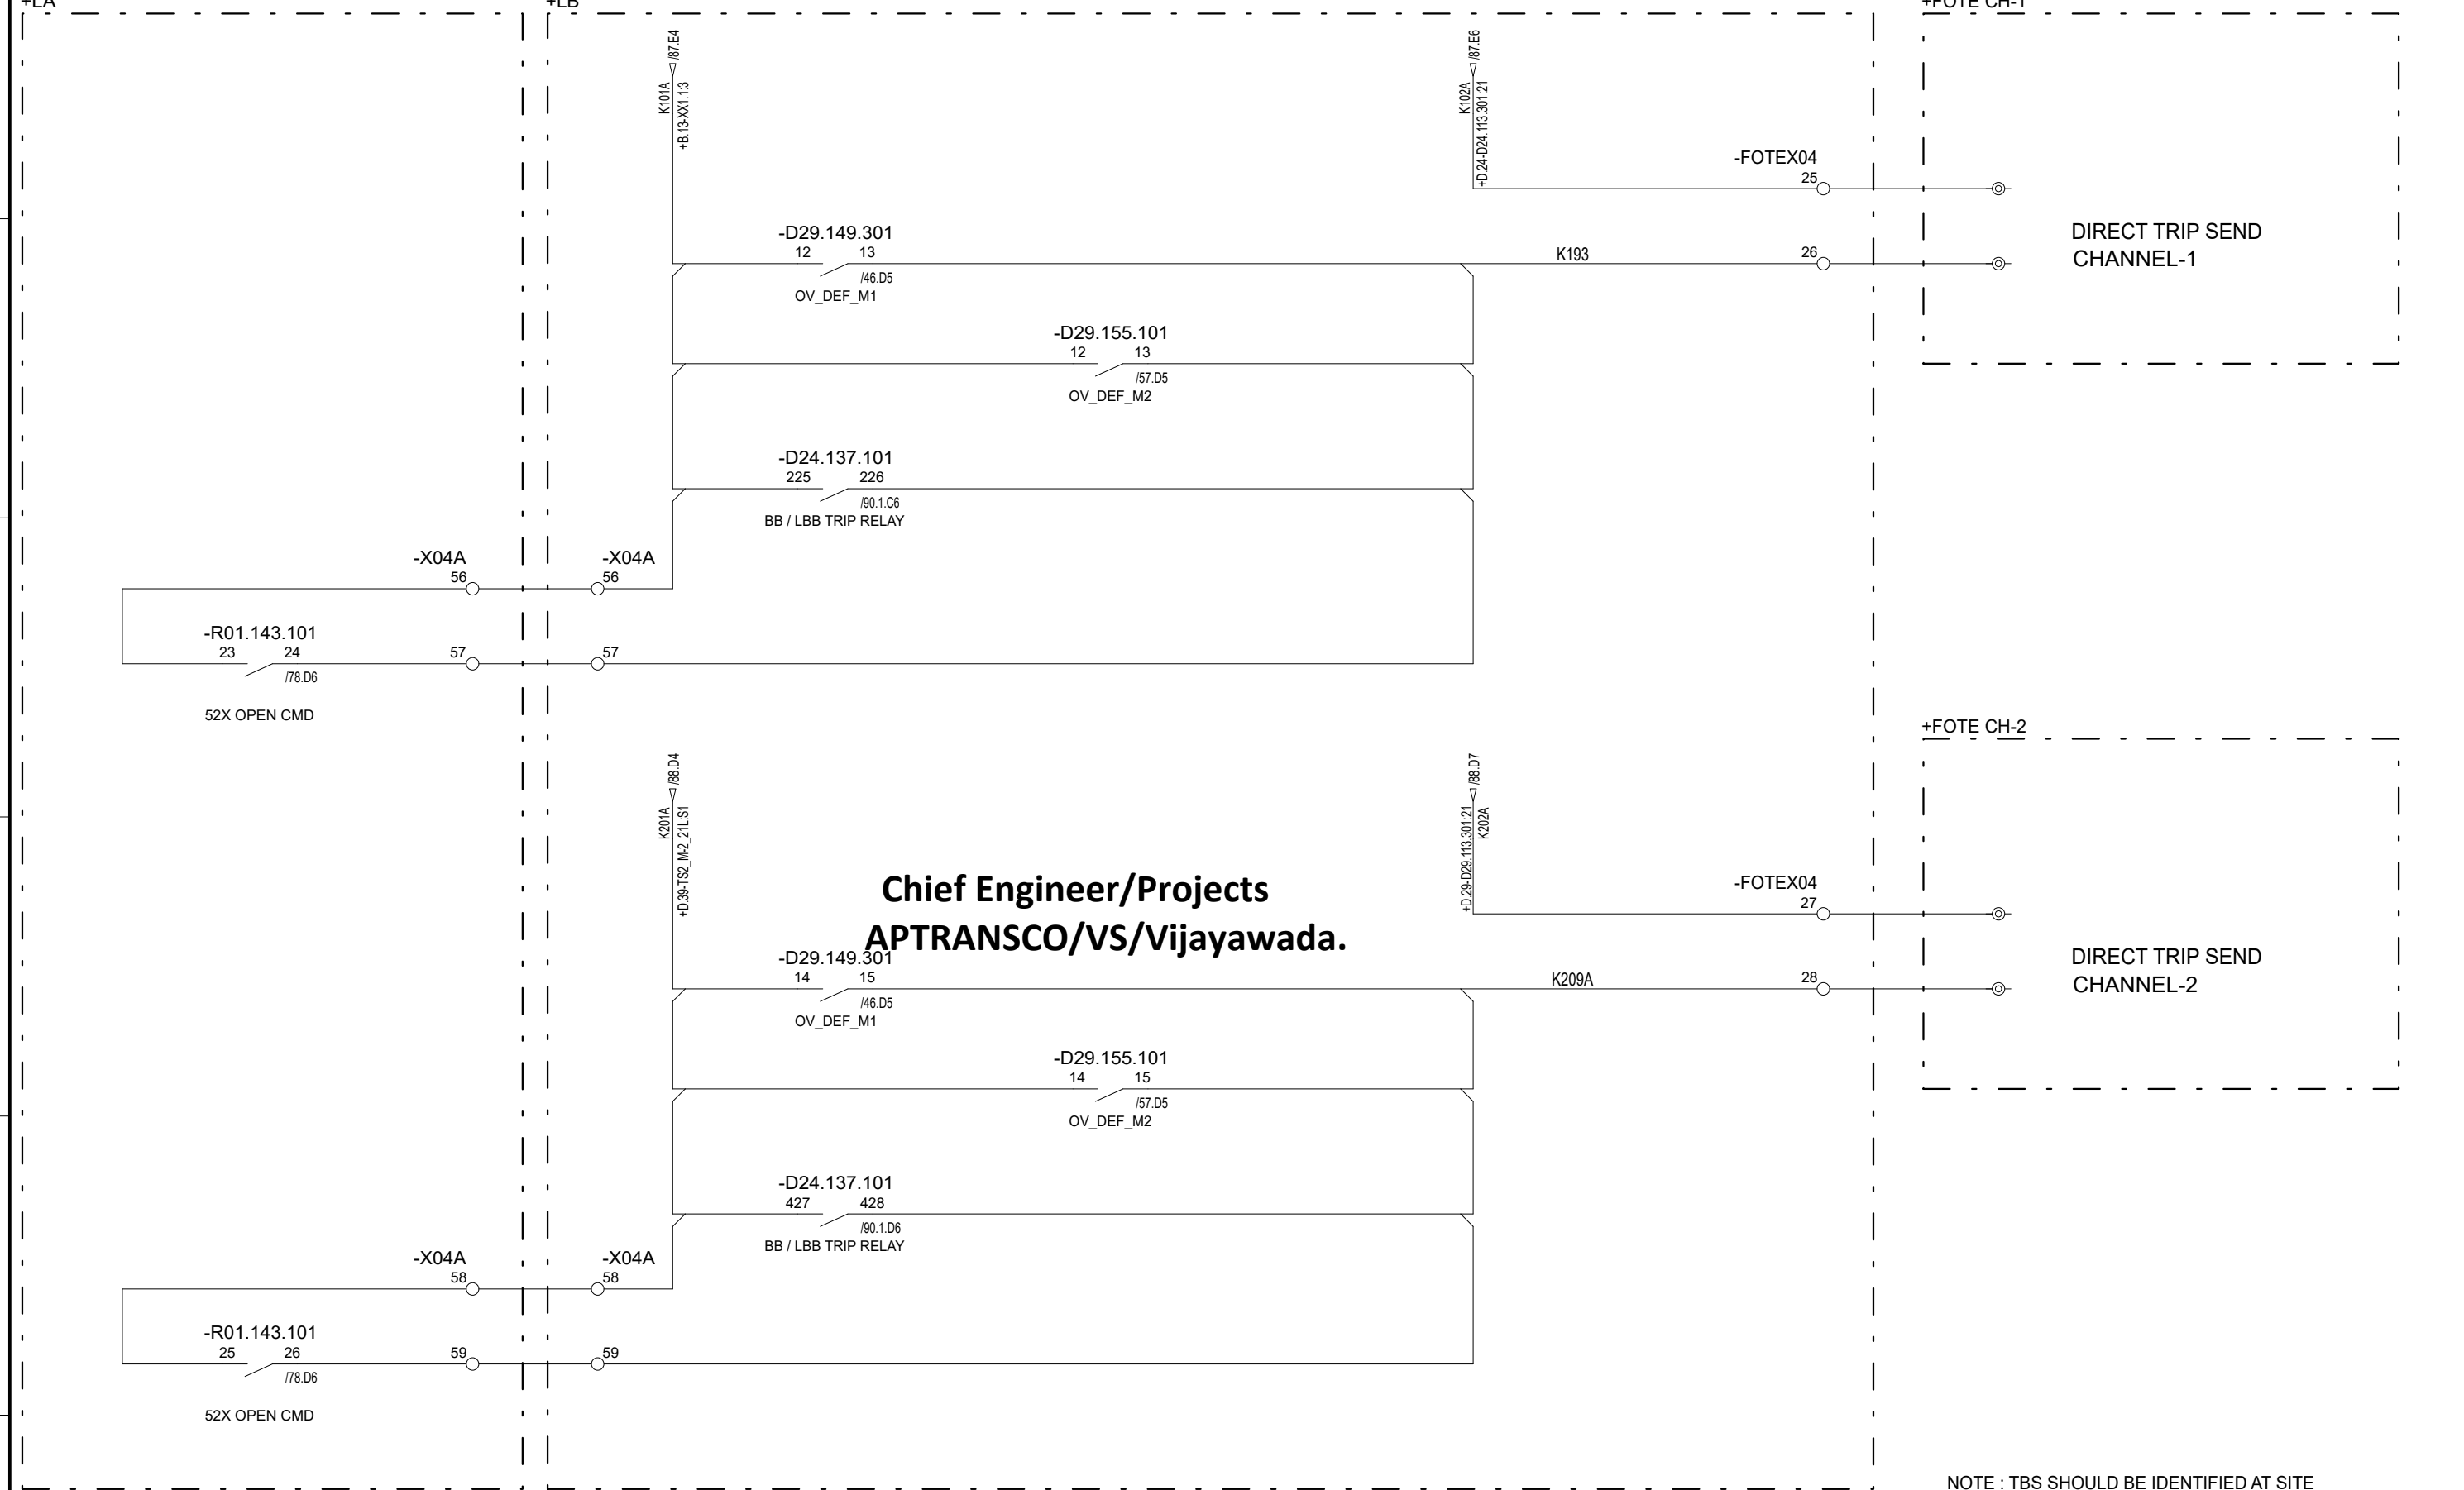 +LA
+LB
+FOTE CH-1
/87.E4
K101A
+B.13-XX1.1:3
/87.E6
K102A
+D.24-D24.113.301:21
-FOTEX04
25
DIRECT TRIP SEND
CHANNEL-1
-D29.149.301
12 13
/46.D5
OV_DEF_M1
K193
26
-D29.155.101
12 13
/57.D5
OV_DEF_M2
-D24.137.101
225 226
/90.1.C6
BB / LBB TRIP RELAY
-X04A
56
-X04A
56
-R01.143.101
23 24
/78.D6
57
57
52X OPEN CMD
+FOTE CH-2
/88.D4
K201A
+D.39-TS2_M-2_21L:S1
/88.D7
+D.29-D29.113.301:21
K202A
Chief Engineer/Projects
APTRANSCO/VS/Vijayawada.
-FOTEX04
27
DIRECT TRIP SEND
CHANNEL-2
-D29.149.301
14 15
/46.D5
OV_DEF_M1
K209A
28
-D29.155.101
14 15
/57.D5
OV_DEF_M2
-D24.137.101
427 428
/90.1.D6
BB / LBB TRIP RELAY
-X04A
58
-X04A
58
-R01.143.101
25 26
/78.D6
59
59
52X OPEN CMD
NOTE : TBS SHOULD BE IDENTIFIED AT SITE